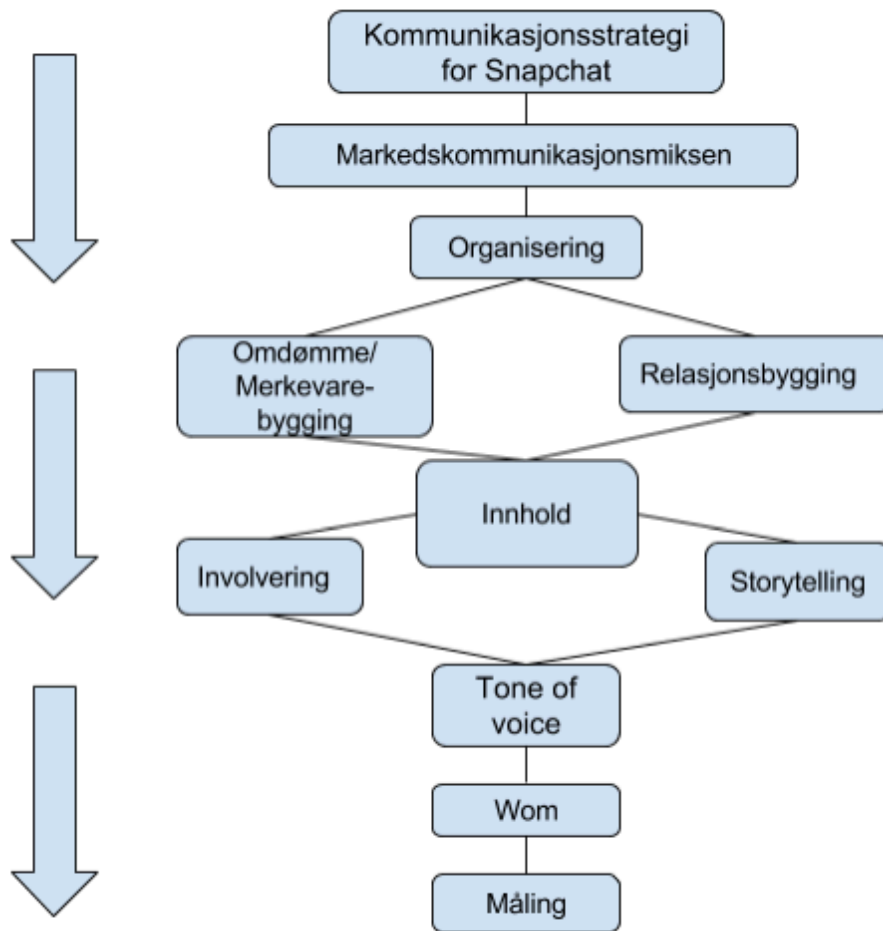 Kommunikasjonsstrategi
for Snapchat
Markedskommunikasjonsmiksen
Organisering
Omdømme/
Merkevare-
bygging
Relasjonsbygging
Innhold
Involvering
Storytelling
Tone of
voice
Wom
Måling